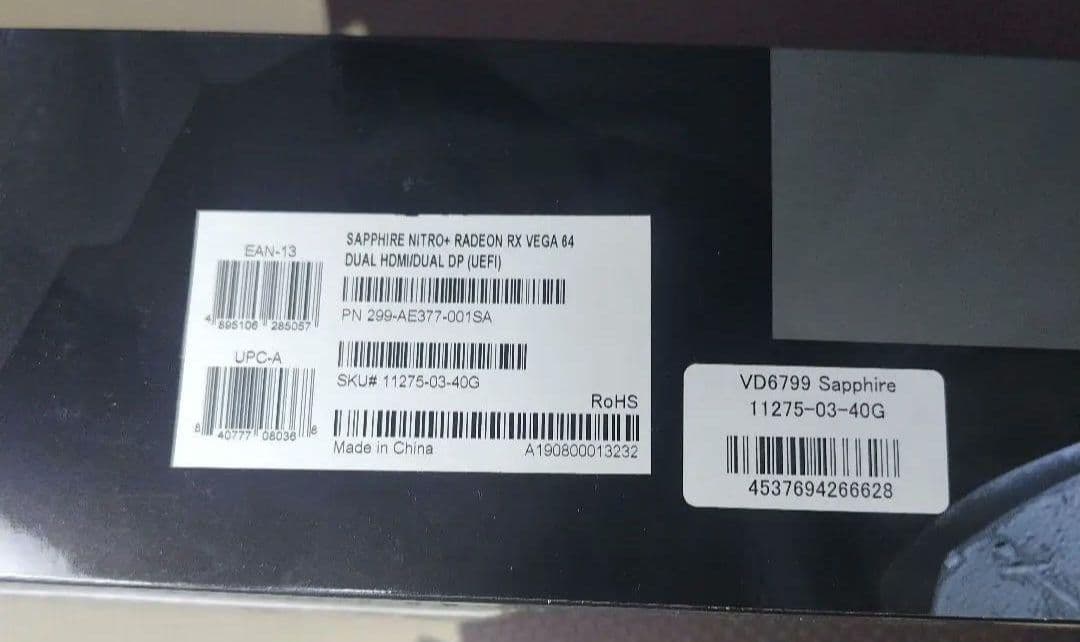 EAN-13
4 895106 285057
UPC-A
8 40777 08036 6
SAPPHIRE NITRO+ RADEON RX VEGA 64
DUAL HDMI/DUAL DP (UEFI)
PN 299-AE377-001SA
SKU# 11275-03-40G
RoHS
Made in China A190800013232
VD6799 Sapphire
11275-03-40G
4537694266628